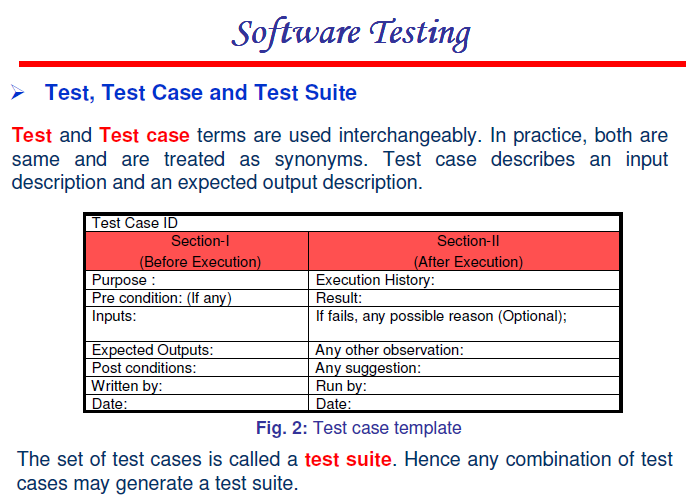 Software Testing
➢ Test, Test Case and Test Suite
Test and Test case terms are used interchangeably. In practice, both are
same and are treated as synonyms. Test case describes an input
description and an expected output description.
Test Case ID
Section-I Section-II
(Before Execution) (After Execution)
Purpose : Execution History:
Pre condition: (If any) Result:
Inputs: If fails, any possible reason (Optional);
Expected Outputs: Any other observation:
Post conditions: Any suggestion:
Written by: Run by:
Date: Date:
Fig. 2: Test case template
The set of test cases is called a test suite. Hence any combination of test
cases may generate a test suite.